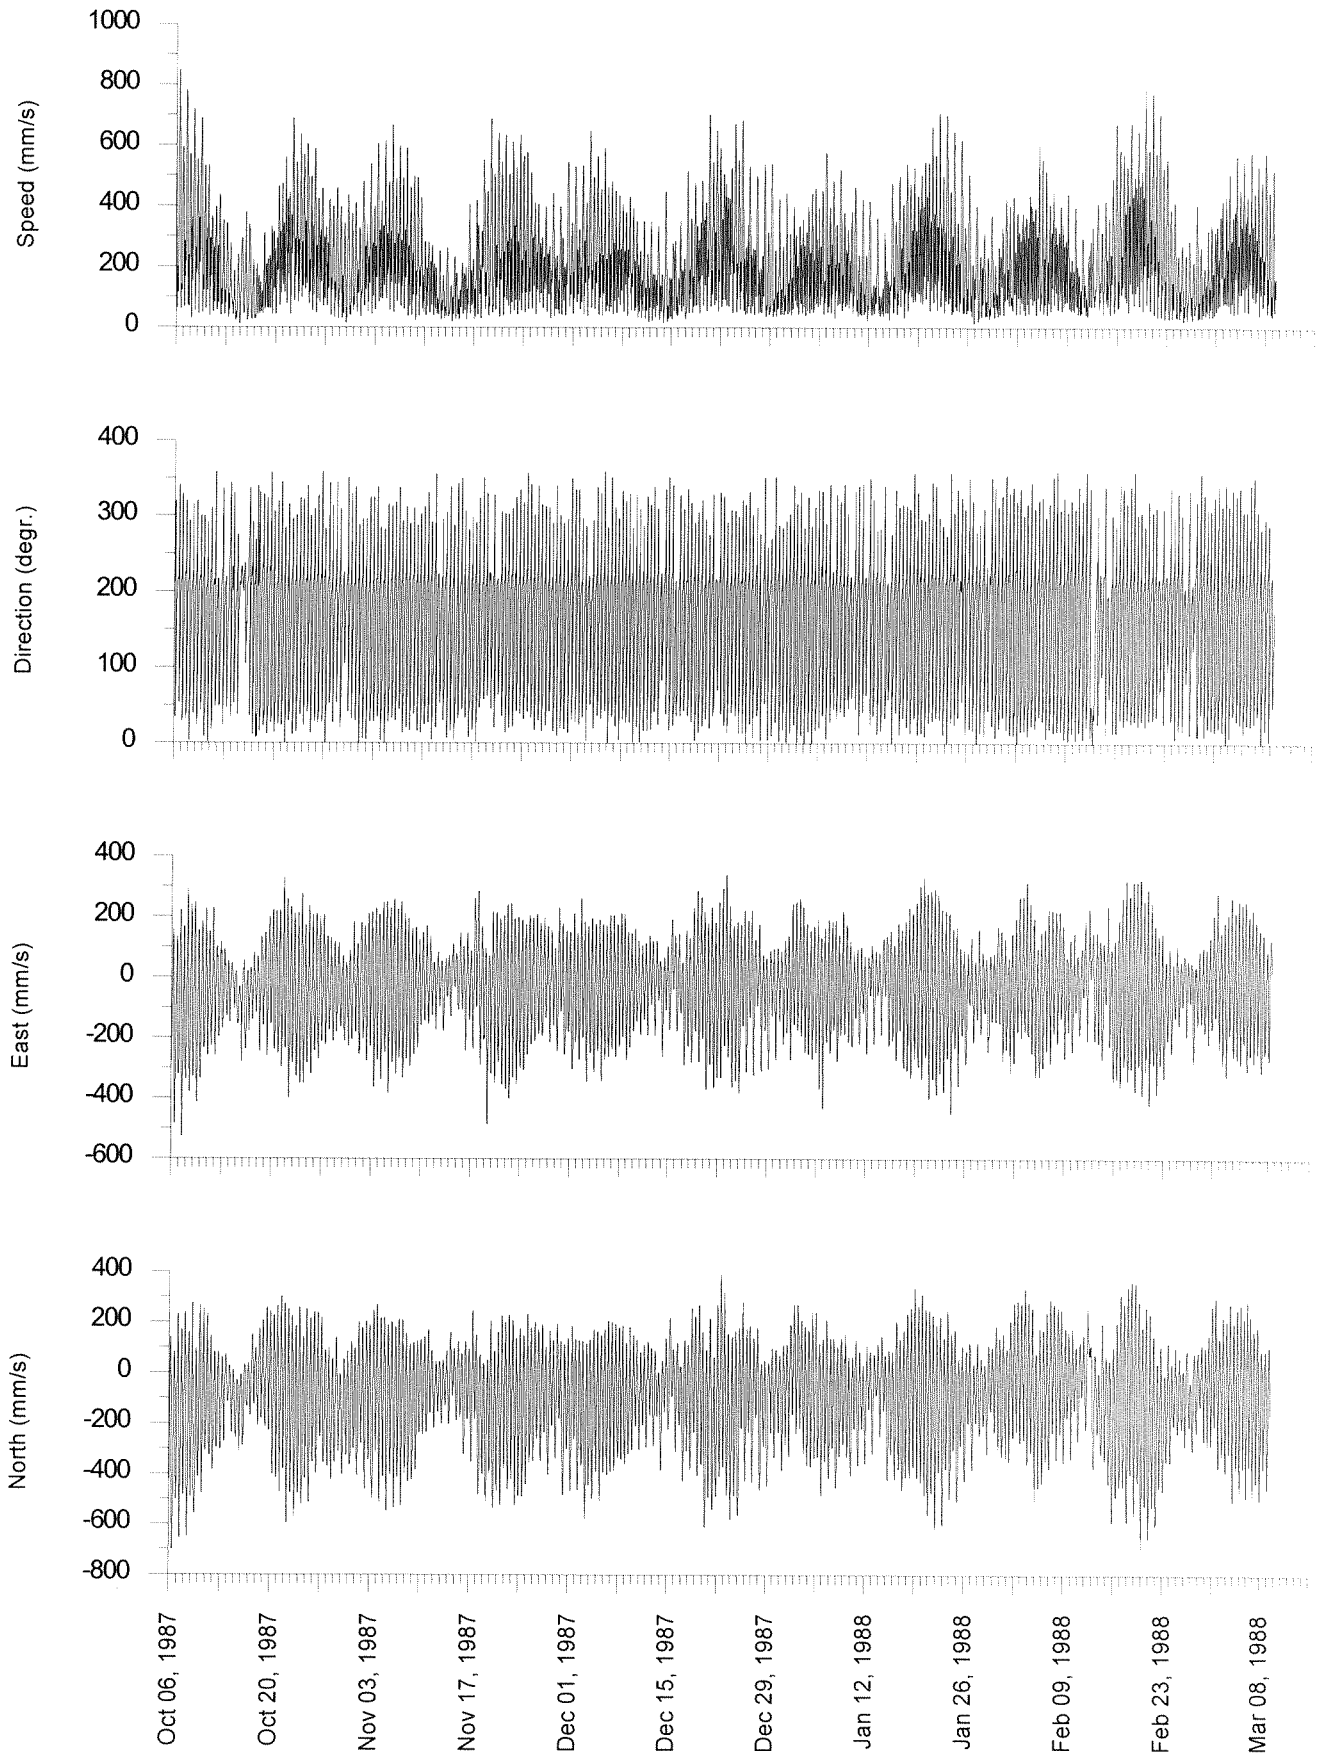 Speed (mm/s)
1000
800
600
400
200
0
Direction (degr.)
400
300
200
100
0
East (mm/s)
400
200
0
-200
-400
-600
North (mm/s)
400
200
0
-200
-400
-600
-800
Oct 06, 1987
Oct 20, 1987
Nov 03, 1987
Nov 17, 1987
Dec 01, 1987
Dec 15, 1987
Dec 29, 1987
Jan 12, 1988
Jan 26, 1988
Feb 09, 1988
Feb 23, 1988
Mar 08, 1988